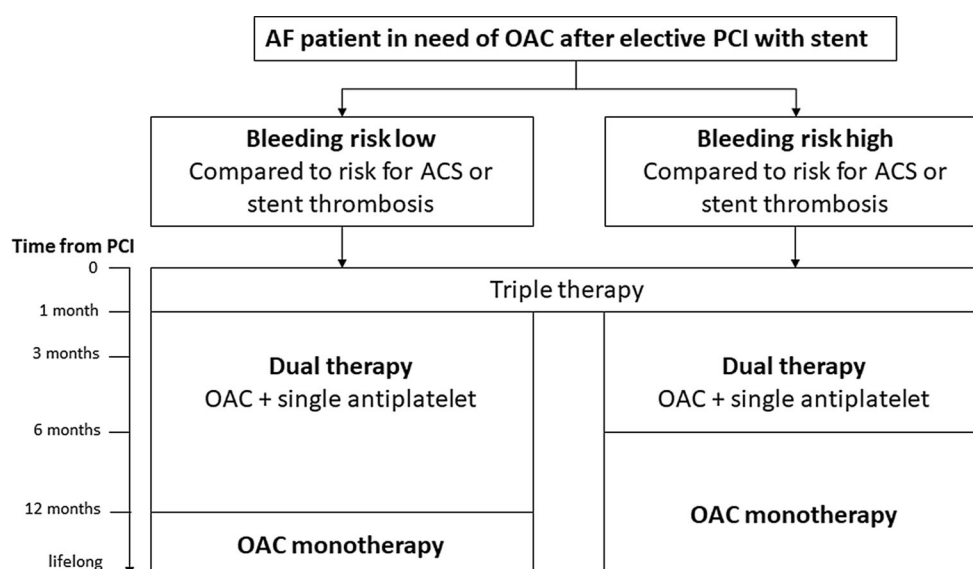 AF patient in need of OAC after elective PCI with stent
Bleeding risk low
Compared to risk for ACS or
stent thrombosis
Bleeding risk high
Compared to risk for ACS or
stent thrombosis
Time from PCI
0
Triple therapy
1 month
3 months
Dual therapy
OAC + single antiplatelet
Dual therapy
OAC + single antiplatelet
6 months
12 months
OAC monotherapy
OAC monotherapy
lifelong